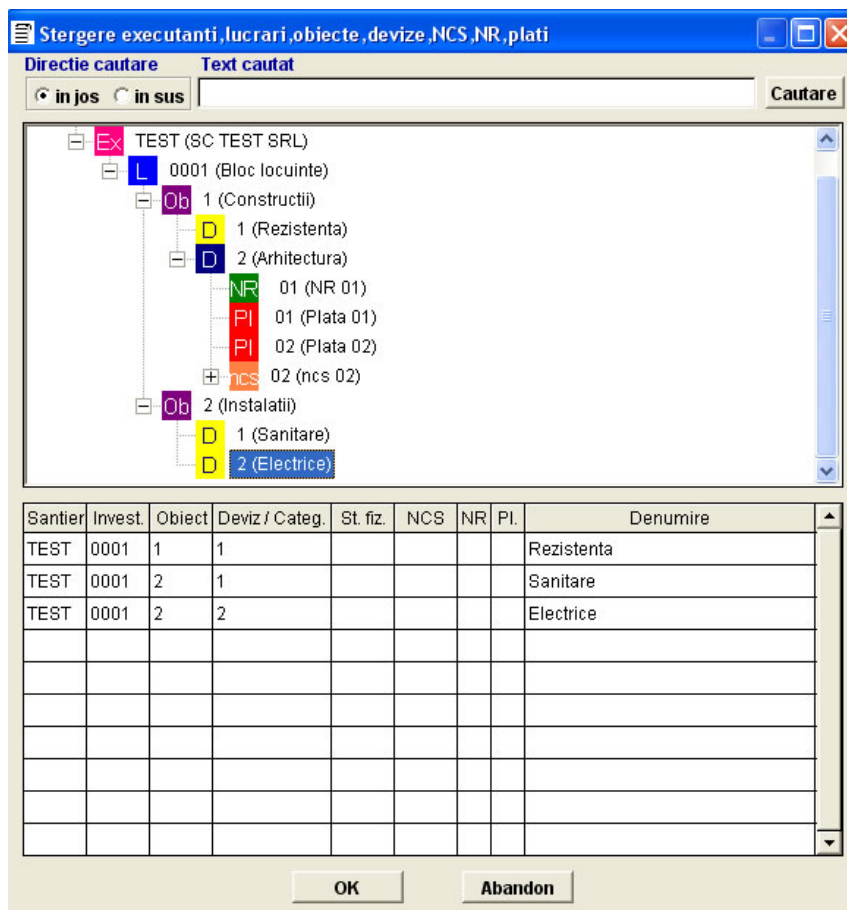 Stergere executanti,lucrari,obiecte,devize,NCS,NR,plati
Directie cautare Text cautat
in jos in sus Cautare
Ex TEST (SC TEST SRL)
L 0001 (Bloc locuinte)
Ob 1 (Constructii)
D 1 (Rezistenta)
D 2 (Arhitectura)
NR 01 (NR 01)
Pl 01 (Plata 01)
Pl 02 (Plata 02)
ncs 02 (ncs 02)
Ob 2 (Instalatii)
D 1 (Sanitare)
D 2 (Electrice)
Santier Invest. Obiect Deviz / Categ. St. fiz. NCS NR Pl. Denumire
TEST 0001 1 1 Rezistenta
TEST 0001 2 1 Sanitare
TEST 0001 2 2 Electrice
OK Abandon